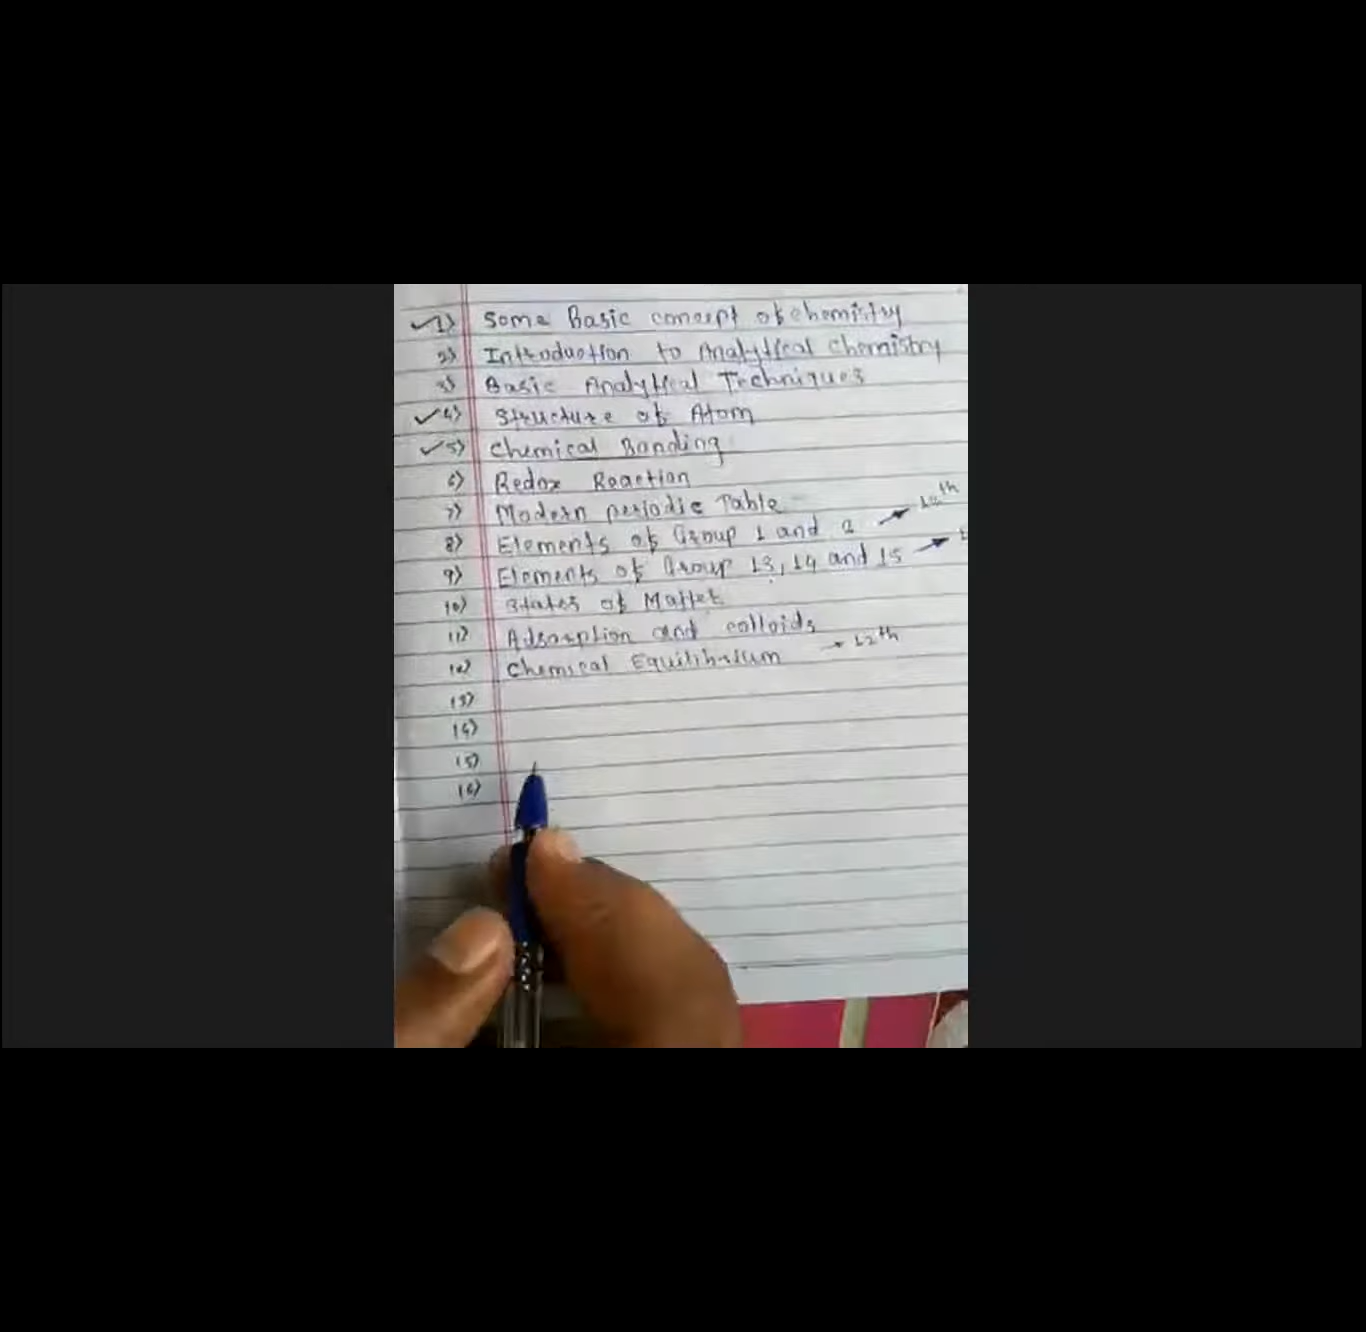 1) Some Basic concept of chemistry
2) Introduction to Analytical chemistry
3) Basic Analytical Techniques
4) Structure of Atom
5) Chemical Bonding
6) Redox Reaction
7) Modern periodic Table
8) Elements of Group 1 and 2 → 12th
9) Elements of Group 13, 14 and 15 → 1
10) States of Matter
11) Adsorption and colloids
12) Chemical Equilibrium → 12th
13)
14)
15)
16)